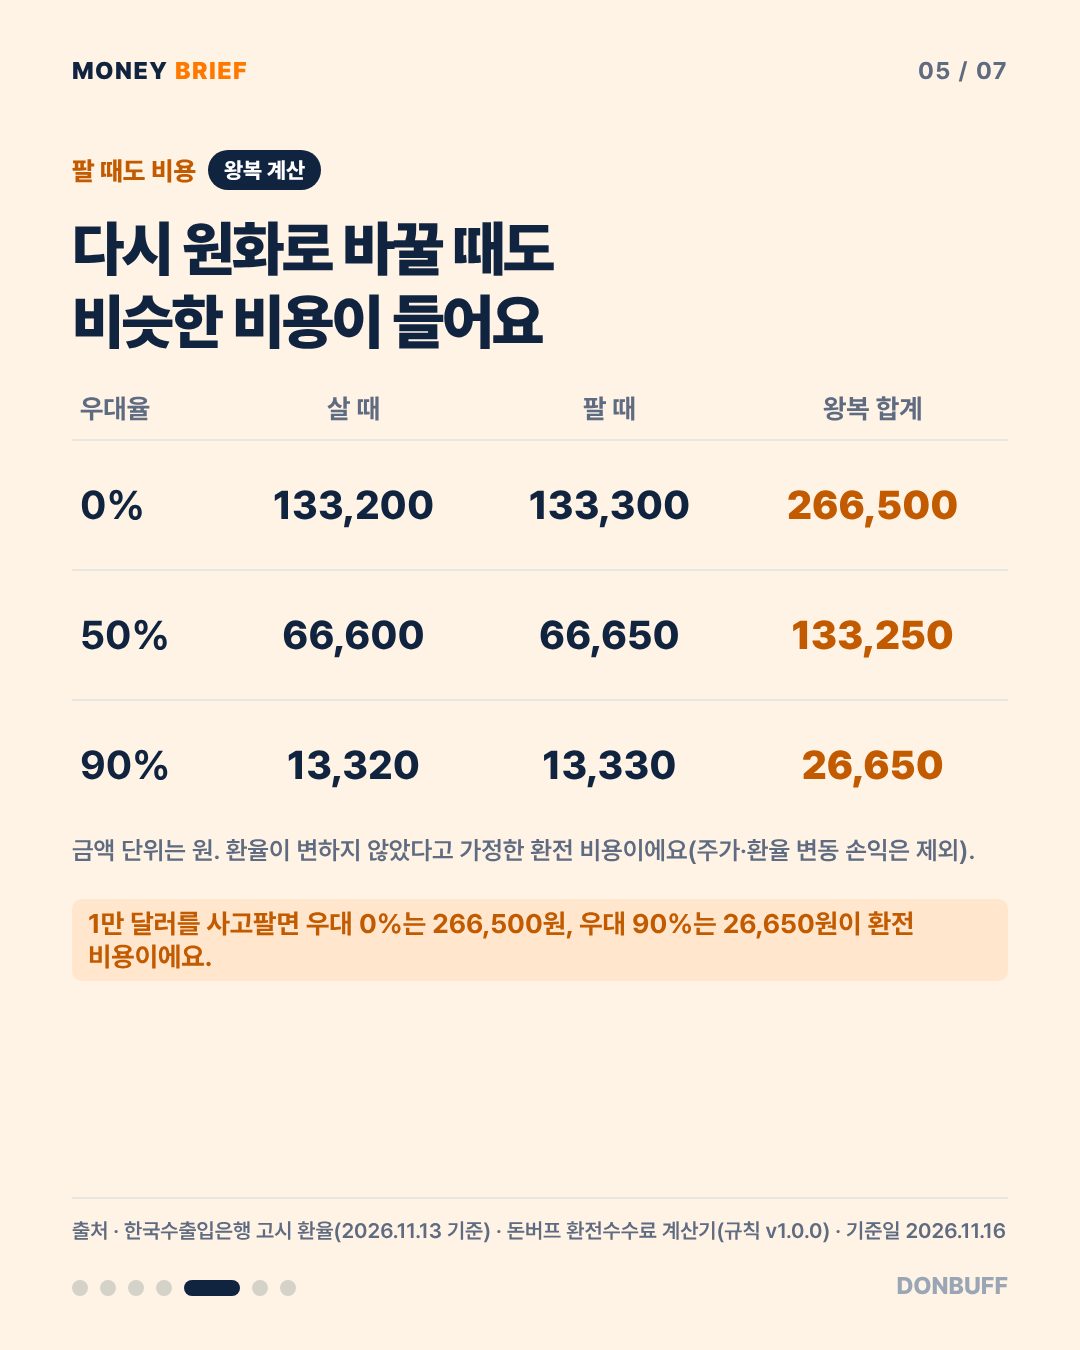 MONEY BRIEF
05 / 07
팔 때도 비용
왕복 계산
다시 원화로 바꿀 때도
비슷한 비용이 들어요
우대율 살 때 팔 때 왕복 합계
0% 133,200 133,300 266,500
50% 66,600 66,650 133,250
90% 13,320 13,330 26,650
금액 단위는 원. 환율이 변하지 않았다고 가정한 환전 비용이에요(주가·환율 변동 손익은 제외).
1만 달러를 사고팔면 우대 0%는 266,500원, 우대 90%는 26,650원이 환전
비용이에요.
출처 · 한국수출입은행 고시 환율(2026.11.13 기준) · 돈버프 환전수수료 계산기(규칙 v1.0.0) · 기준일 2026.11.16
DONBUFF